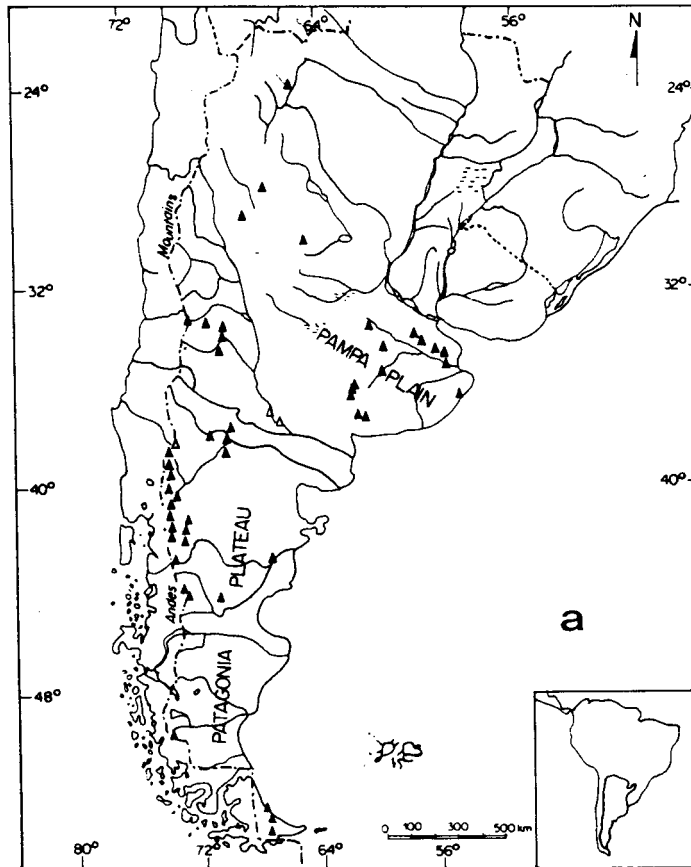 72° 64° 56°
N
24° 24°
Mountains
32° 32°
PAMPA PLAIN
40° 40°
PLATEAU
Andes
a
PATAGONIA
48° 48°
0 100 300 500 km
80° 72° 64° 56°